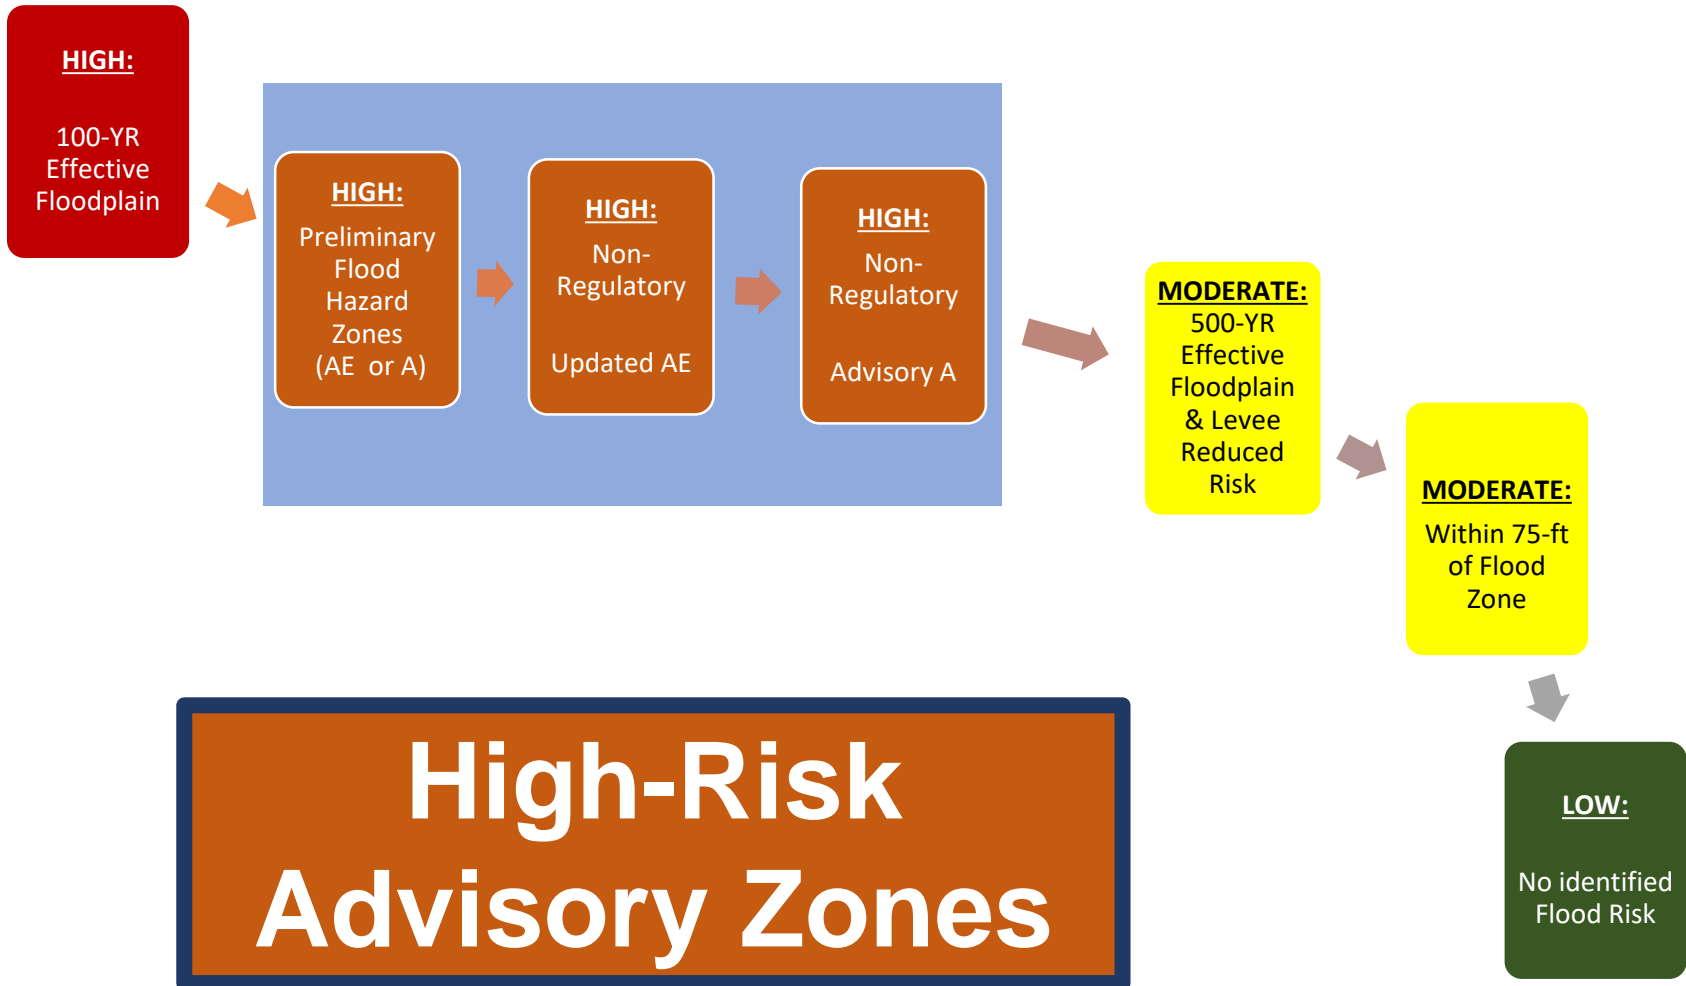 HIGH:
100-YR
Effective
Floodplain
HIGH:
Preliminary
Flood
Hazard
Zones
(AE or A)
HIGH:
Non-
Regulatory
Updated AE
HIGH:
Non-
Regulatory
Advisory A
MODERATE:
500-YR
Effective
Floodplain
& Levee
Reduced
Risk
MODERATE:
Within 75-ft
of Flood
Zone
LOW:
No identified
Flood Risk
High-Risk
Advisory Zones